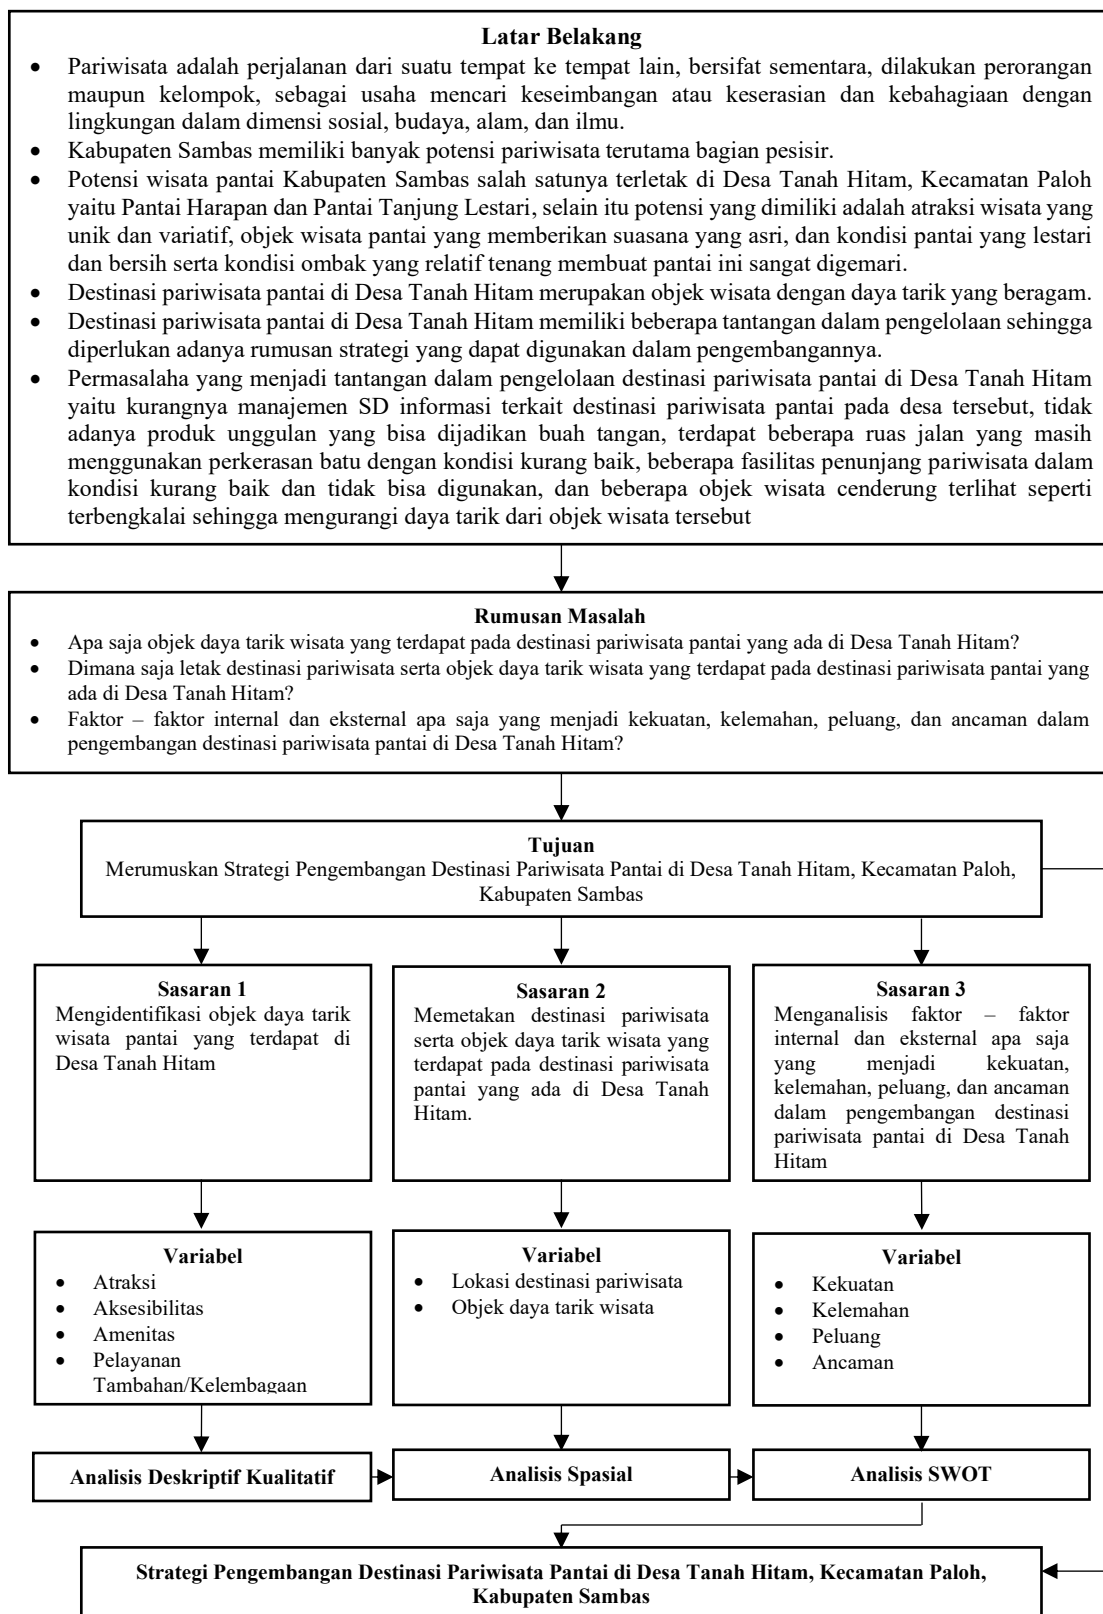 Latar Belakang
• Pariwisata adalah perjalanan dari suatu tempat ke tempat lain, bersifat sementara, dilakukan perorangan
maupun kelompok, sebagai usaha mencari keseimbangan atau keserasian dan kebahagiaan dengan
lingkungan dalam dimensi sosial, budaya, alam, dan ilmu.
• Kabupaten Sambas memiliki banyak potensi pariwisata terutama bagian pesisir.
• Potensi wisata pantai Kabupaten Sambas salah satunya terletak di Desa Tanah Hitam, Kecamatan Paloh
yaitu Pantai Harapan dan Pantai Tanjung Lestari, selain itu potensi yang dimiliki adalah atraksi wisata yang
unik dan variatif, objek wisata pantai yang memberikan suasana yang asri, dan kondisi pantai yang lestari
dan bersih serta kondisi ombak yang relatif tenang membuat pantai ini sangat digemari.
• Destinasi pariwisata pantai di Desa Tanah Hitam merupakan objek wisata dengan daya tarik yang beragam.
• Destinasi pariwisata pantai di Desa Tanah Hitam memiliki beberapa tantangan dalam pengelolaan sehingga
diperlukan adanya rumusan strategi yang dapat digunakan dalam pengembangannya.
• Permasalaha yang menjadi tantangan dalam pengelolaan destinasi pariwisata pantai di Desa Tanah Hitam
yaitu kurangnya manajemen SD informasi terkait destinasi pariwisata pantai pada desa tersebut, tidak
adanya produk unggulan yang bisa dijadikan buah tangan, terdapat beberapa ruas jalan yang masih
menggunakan perkerasan batu dengan kondisi kurang baik, beberapa fasilitas penunjang pariwisata dalam
kondisi kurang baik dan tidak bisa digunakan, dan beberapa objek wisata cenderung terlihat seperti
terbengkalai sehingga mengurangi daya tarik dari objek wisata tersebut
Rumusan Masalah
• Apa saja objek daya tarik wisata yang terdapat pada destinasi pariwisata pantai yang ada di Desa Tanah Hitam?
• Dimana saja letak destinasi pariwisata serta objek daya tarik wisata yang terdapat pada destinasi pariwisata pantai yang
ada di Desa Tanah Hitam?
• Faktor – faktor internal dan eksternal apa saja yang menjadi kekuatan, kelemahan, peluang, dan ancaman dalam
pengembangan destinasi pariwisata pantai di Desa Tanah Hitam?
Tujuan
Merumuskan Strategi Pengembangan Destinasi Pariwisata Pantai di Desa Tanah Hitam, Kecamatan Paloh,
Kabupaten Sambas
Sasaran 1
Mengidentifikasi objek daya tarik
wisata pantai yang terdapat di
Desa Tanah Hitam
Sasaran 2
Memetakan destinasi pariwisata
serta objek daya tarik wisata yang
terdapat pada destinasi pariwisata
pantai yang ada di Desa Tanah
Hitam.
Sasaran 3
Menganalisis faktor – faktor
internal dan eksternal apa saja
yang menjadi kekuatan,
kelemahan, peluang, dan ancaman
dalam pengembangan destinasi
pariwisata pantai di Desa Tanah
Hitam
Variabel
• Atraksi
• Aksesibilitas
• Amenitas
• Pelayanan
Tambahan/Kelembagaan
Variabel
• Lokasi destinasi pariwisata
• Objek daya tarik wisata
Variabel
• Kekuatan
• Kelemahan
• Peluang
• Ancaman
Analisis Deskriptif Kualitatif
Analisis Spasial
Analisis SWOT
Strategi Pengembangan Destinasi Pariwisata Pantai di Desa Tanah Hitam, Kecamatan Paloh,
Kabupaten Sambas